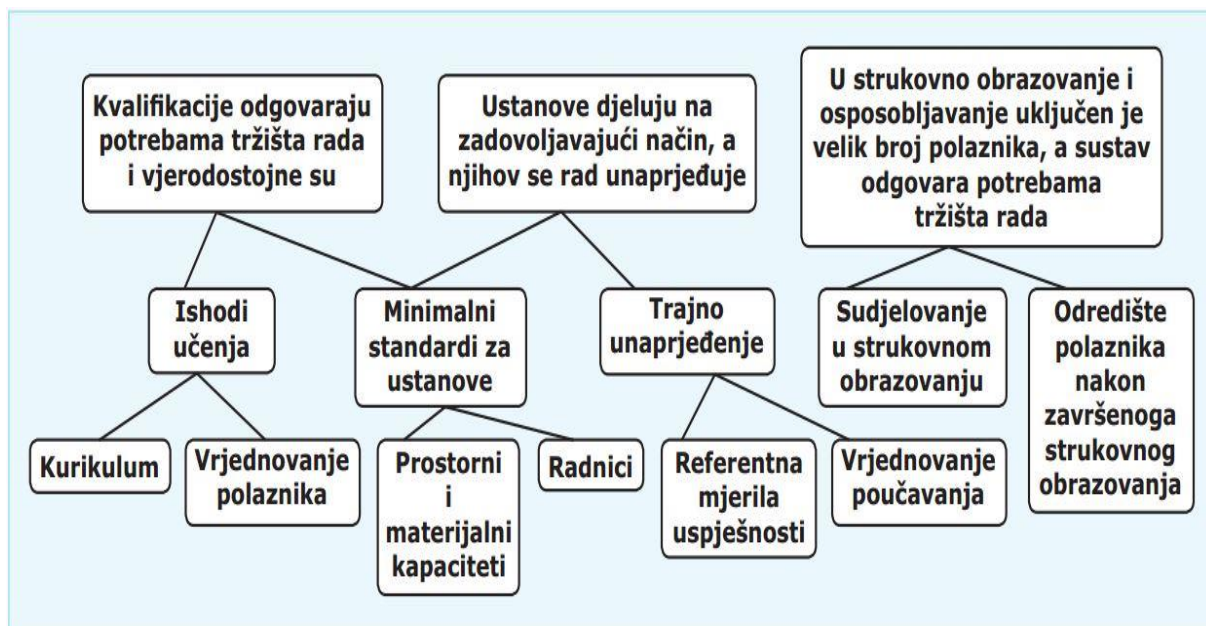 Kvalifikacije odgovaraju
potrebama tržišta rada
i vjerodostojne su
Ustanove djeluju na
zadovoljavajući način, a
njihov se rad unaprjeđuje
U strukovno obrazovanje i
osposobljavanje uključen je
velik broj polaznika, a sustav
odgovara potrebama
tržišta rada
Ishodi
učenja
Minimalni
standardi za
ustanove
Trajno
unaprjeđenje
Sudjelovanje
u strukovnom
obrazovanju
Odredište
polaznika
nakon
završenoga
strukovnog
obrazovanja
Kurikulum
Vrjednovanje
polaznika
Prostorni
i
materijalni
kapaciteti
Radnici
Referentna
mjerila
uspješnosti
Vrjednovanje
poučavanja